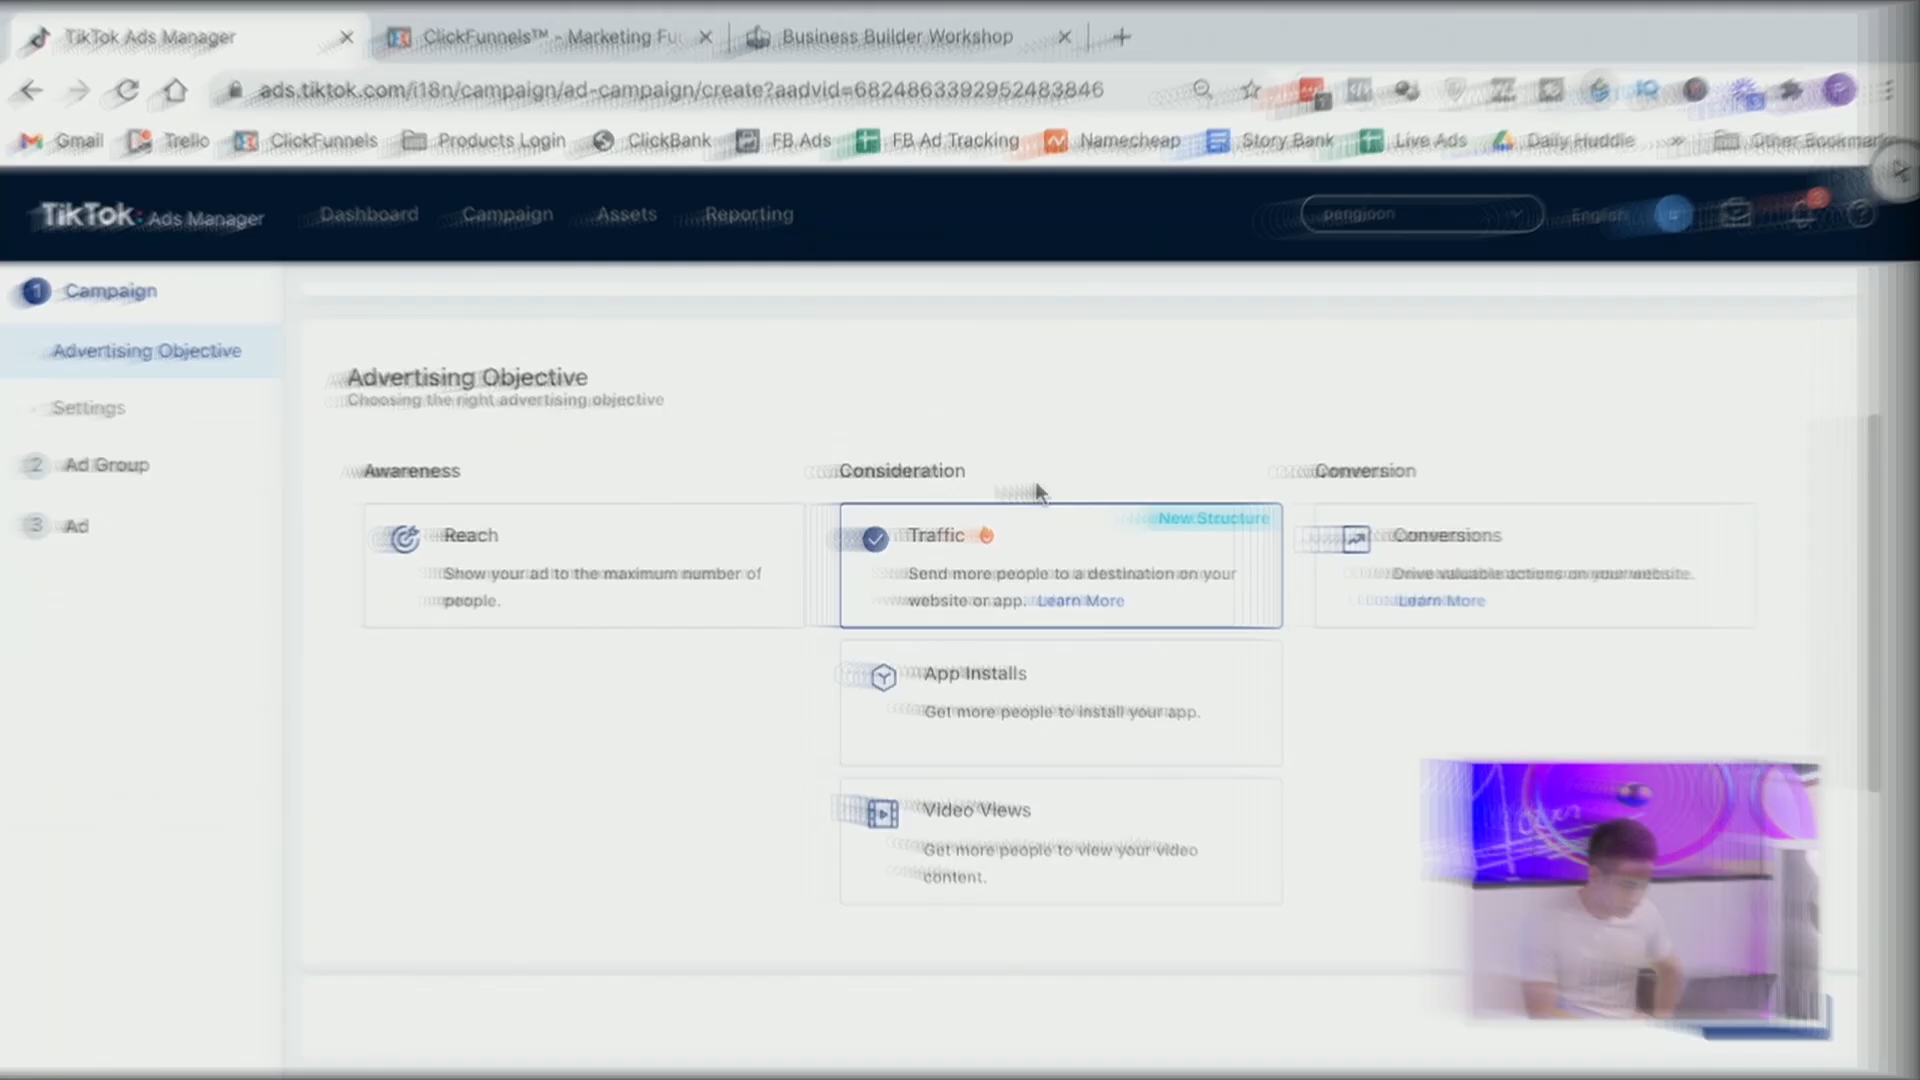 TikTok Ads Manager
ClickFunnels™ - Marketing Fu
Business Builder Workshop
ads.tiktok.com/i18n/campaign/ad-campaign/create?aadvid=6824863392952483846
Gmail
Trello
ClickFunnels
Products Login
ClickBank
FB Ads
FB Ad Tracking
Namecheap
Story Bank
Live Ads
Daily Huddle
Other Bookmarks
TikTok: Ads Manager
Dashboard
Campaign
Assets
Reporting
pengjoon
English
3
1 Campaign
Advertising Objective
Settings
2 Ad Group
3 Ad
Advertising Objective
Choosing the right advertising objective
Awareness
Consideration
Conversion
Reach
Show your ad to the maximum number of
people.
New Structure
Traffic
Send more people to a destination on your
website or app. Learn More
Conversions
Drive valuable actions on your website.
Learn More
App Installs
Get more people to install your app.
Video Views
Get more people to view your video
content.